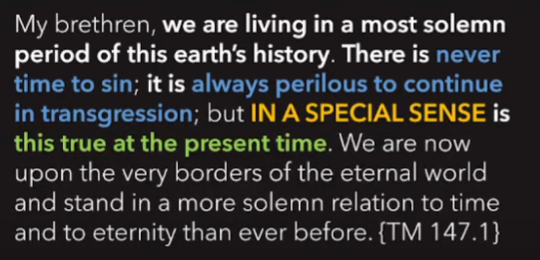 My brethren, we are living in a most solemn
period of this earth's history. There is never
time to sin; it is always perilous to continue
in transgression; but IN A SPECIAL SENSE is
this true at the present time. We are now
upon the very borders of the eternal world
and stand in a more solemn relation to time
and to eternity than ever before. {TM 147.1}